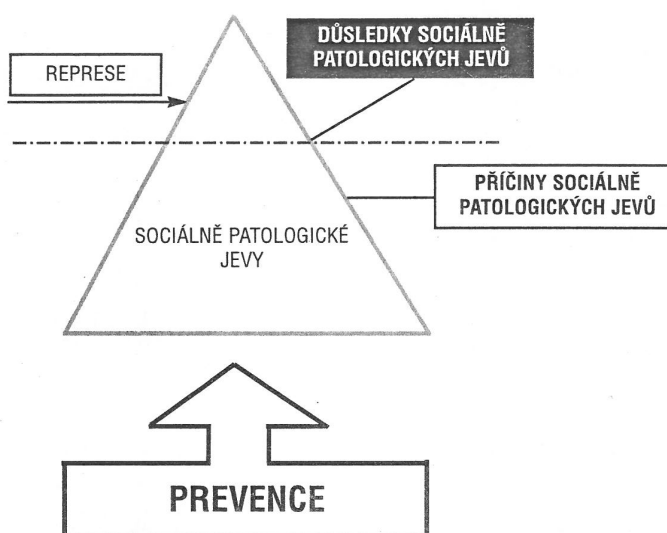 DŮSLEDKY SOCIÁLNĚ
PATOLOGICKÝCH JEVŮ
REPRESE
PŘÍČINY SOCIÁLNĚ
PATOLOGICKÝCH JEVŮ
SOCIÁLNĚ PATOLOGICKÉ
JEVY
PREVENCE